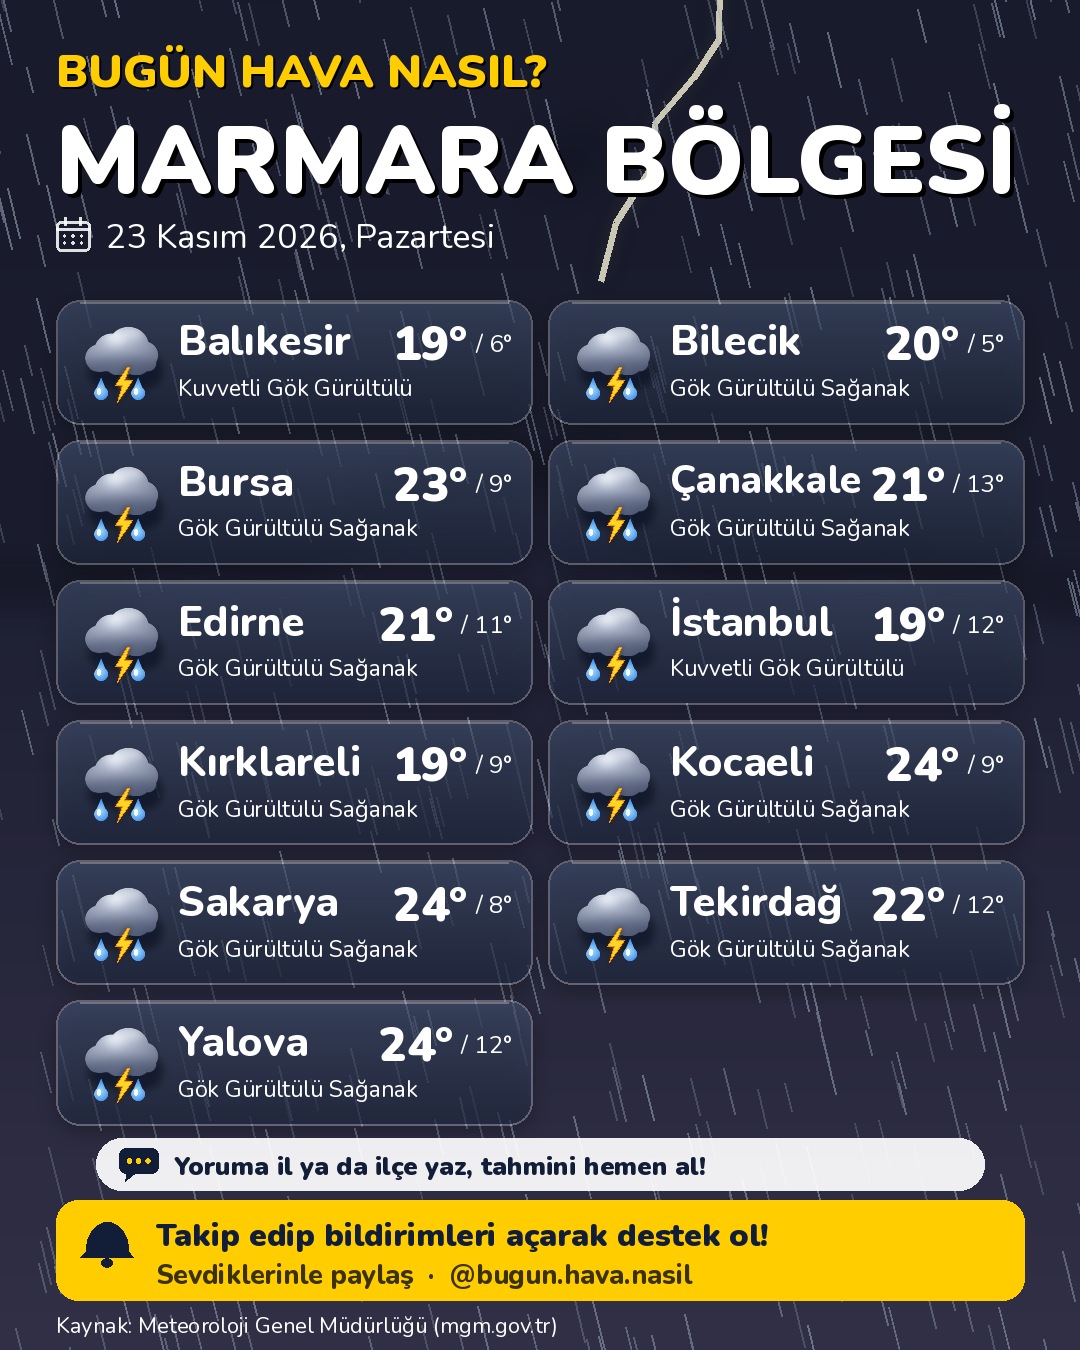 BUGÜN HAVA NASIL?
MARMARA BÖLGESİ
23 Kasım 2026, Pazartesi
Balıkesir 19° / 6°
Kuvvetli Gök Gürültülü
Bilecik 20° / 5°
Gök Gürültülü Sağanak
Bursa 23° / 9°
Gök Gürültülü Sağanak
Çanakkale 21° / 13°
Gök Gürültülü Sağanak
Edirne 21° / 11°
Gök Gürültülü Sağanak
İstanbul 19° / 12°
Kuvvetli Gök Gürültülü
Kırklareli 19° / 9°
Gök Gürültülü Sağanak
Kocaeli 24° / 9°
Gök Gürültülü Sağanak
Sakarya 24° / 8°
Gök Gürültülü Sağanak
Tekirdağ 22° / 12°
Gök Gürültülü Sağanak
Yalova 24° / 12°
Gök Gürültülü Sağanak
Yoruma il ya da ilçe yaz, tahmini hemen al!
Takip edip bildirimleri açarak destek ol!
Sevdiklerinle paylaş · @bugun.hava.nasil
Kaynak: Meteoroloji Genel Müdürlüğü (mgm.gov.tr)